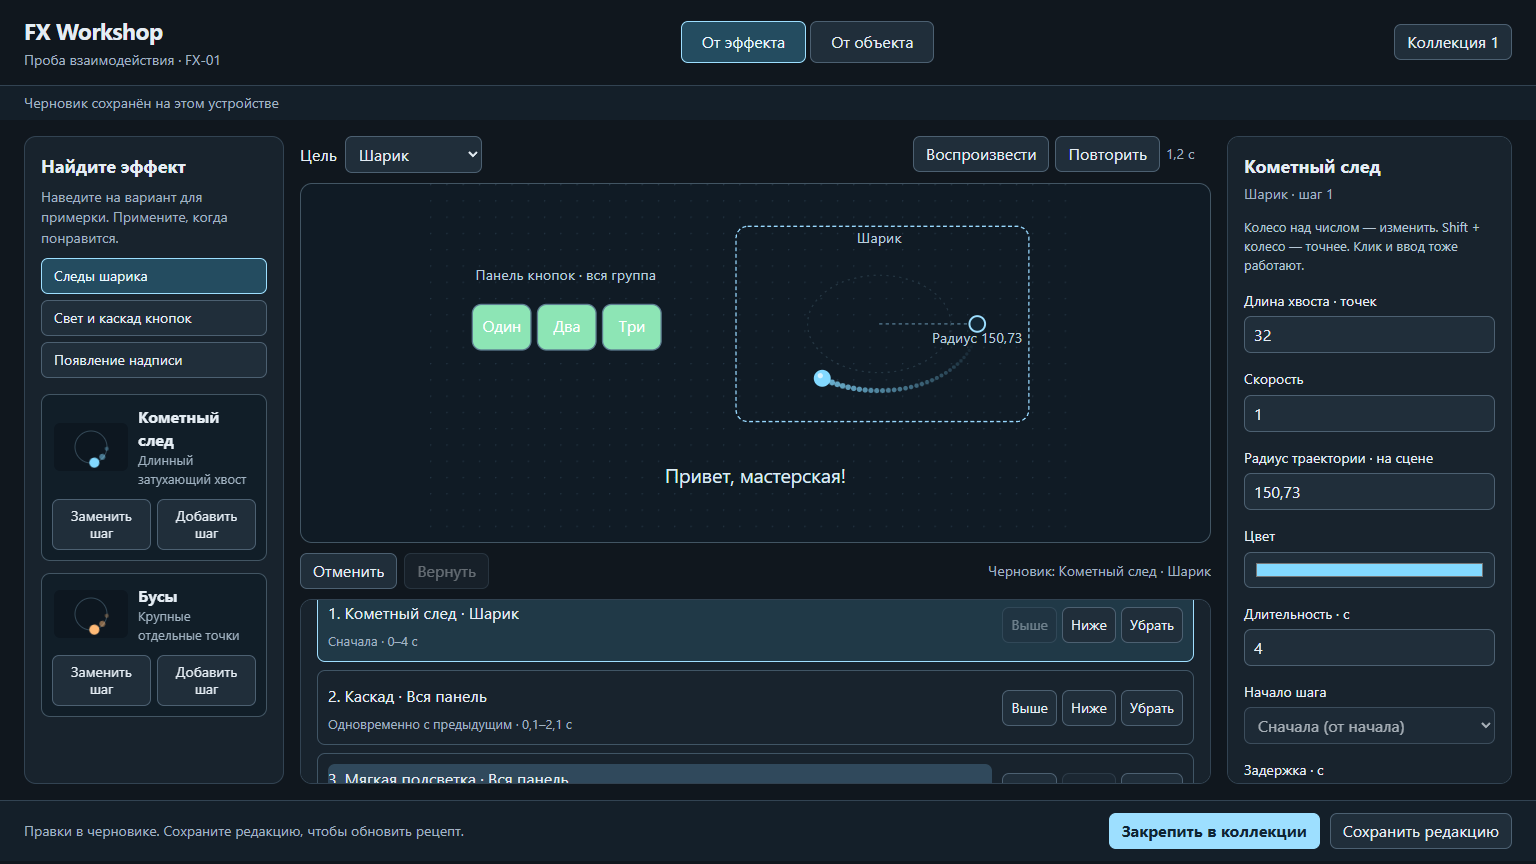 FX Workshop
Проба взаимодействия · FX-01
От эффекта
От объекта
Коллекция 1
Черновик сохранён на этом устройстве
Найдите эффект
Наведите на вариант для
примерки. Примените, когда
понравится.
Следы шарика
Свет и каскад кнопок
Появление надписи
Кометный
след
Длинный
затухающий хвост
Заменить
шаг
Добавить
шаг
Бусы
Крупные
отдельные точки
Заменить
шаг
Добавить
шаг
Цель
Шарик
Воспроизвести
Повторить
1,2 с
Шарик
Панель кнопок · вся группа
Один
Два
Три
Радиус 150,73
Привет, мастерская!
Отменить
Вернуть
Черновик: Кометный след · Шарик
1. Кометный след · Шарик
Сначала · 0–4 с
Выше
Ниже
Убрать
2. Каскад · Вся панель
Одновременно с предыдущим · 0,1–2,1 с
Выше
Ниже
Убрать
3. Мягкая подсветка · Вся панель
Кометный след
Шарик · шаг 1
Колесо над числом — изменить. Shift +
колесо — точнее. Клик и ввод тоже
работают.
Длина хвоста · точек
32
Скорость
1
Радиус траектории · на сцене
150,73
Цвет
Длительность · с
4
Начало шага
Сначала (от начала)
Задержка · с
Правки в черновике. Сохраните редакцию, чтобы обновить рецепт.
Закрепить в коллекции
Сохранить редакцию